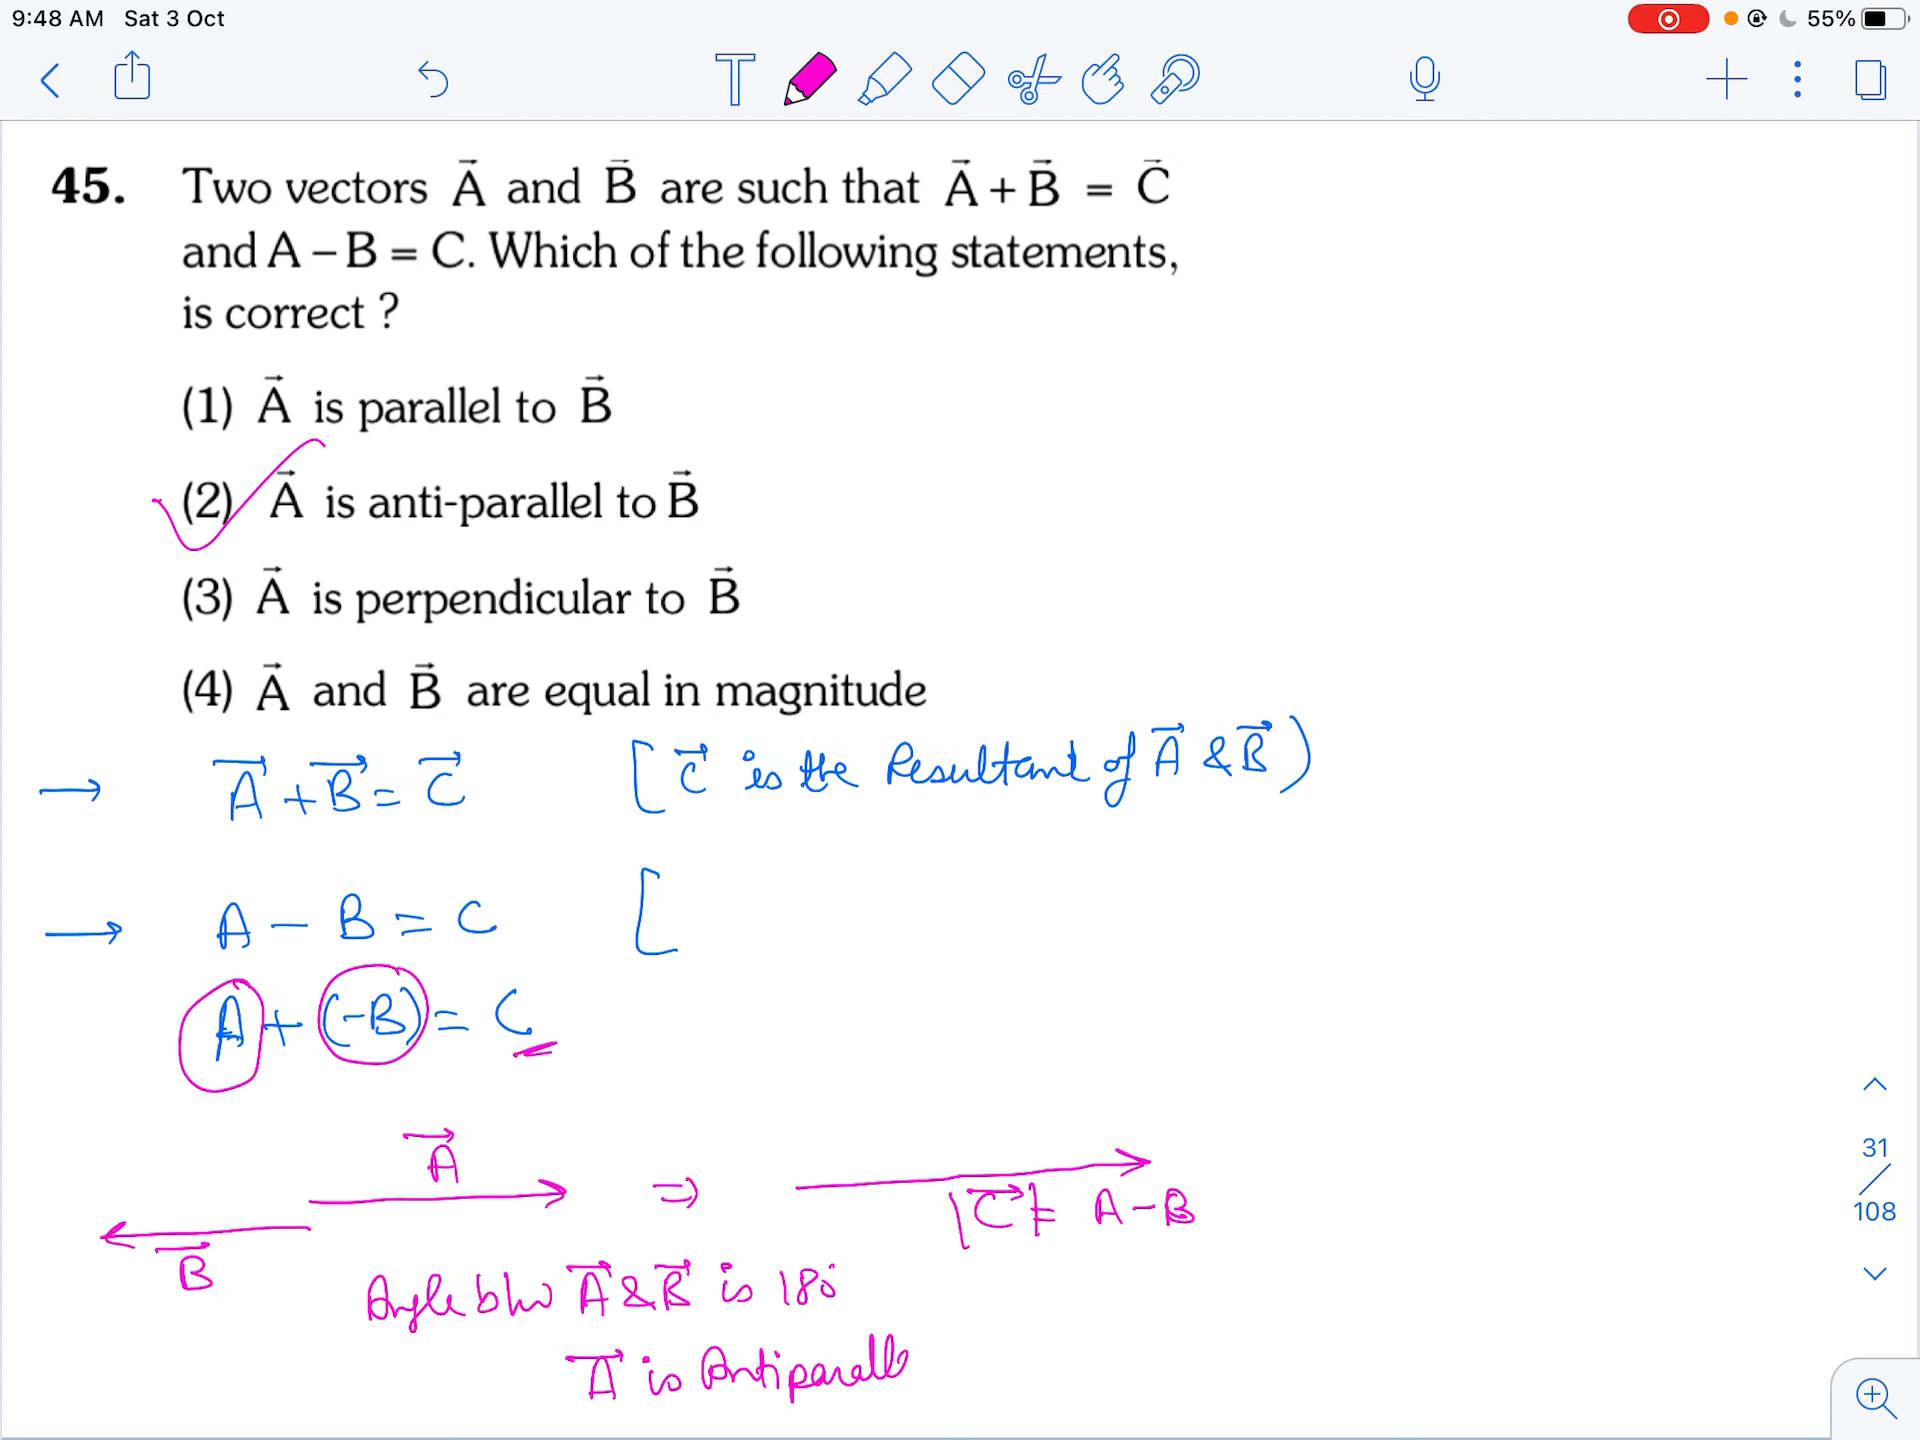 9:48 AM Sat 3 Oct
55%
45. Two vectors A⃗ and B⃗ are such that A⃗ + B⃗ = C⃗
and A – B = C. Which of the following statements,
is correct ?
(1) A⃗ is parallel to B⃗
(2) A⃗ is anti-parallel to B⃗
(3) A⃗ is perpendicular to B⃗
(4) A⃗ and B⃗ are equal in magnitude
→ A⃗ + B⃗ = C⃗ [ C⃗ is the Resultant of A⃗ & B⃗ )
→ A – B = C [
A + (–B) = C
A⃗
B⃗ ⇒ |C⃗| = A – B
Angle b/w A⃗ & B⃗ is 180
A⃗ is Antiparall
31
/
108